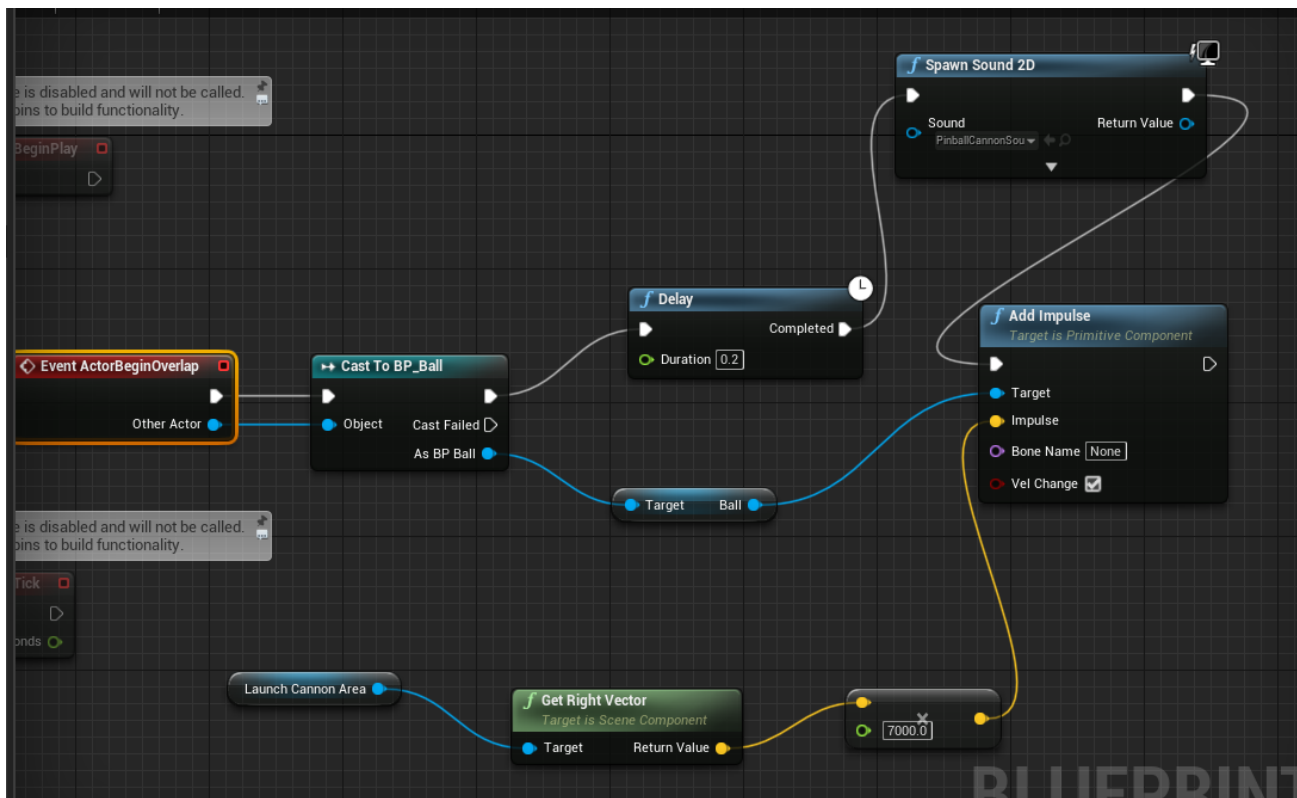 Spawn Sound 2D
e is disabled and will not be called.
pins to build functionality.
Sound
Return Value
PinballCannonSou
BeginPlay
Delay
Completed
Duration 0.2
Add Impulse
Target is Primitive Component
Event ActorBeginOverlap
Cast To BP_Ball
Target
Other Actor
Object
Cast Failed
Impulse
As BP Ball
Bone Name None
Vel Change
Target
Ball
e is disabled and will not be called.
pins to build functionality.
Tick
onds
Launch Cannon Area
Get Right Vector
Target is Scene Component
7000.0
Target
Return Value
BLUEPRINT